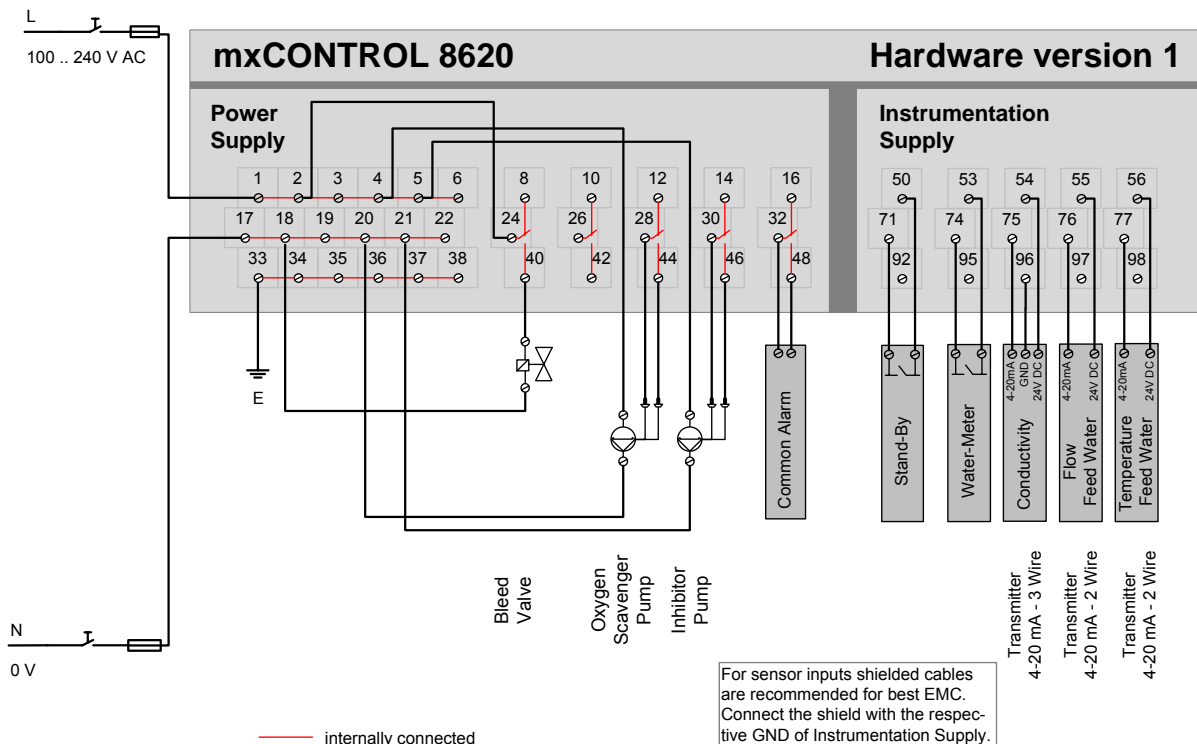 L
100 .. 240 V AC
mxCONTROL 8620
Hardware version 1
Power
Supply
Instrumentation
Supply
1 2 3 4 5 6 8 10 12 14 16
50 53 54 55 56
17 18 19 20 21 22 24 26 28 30 32
71 74 75 76 77
33 34 35 36 37 38 40 42 44 46 48
92 95 96 97 98
E
Common Alarm
Stand-By
Water-Meter
4-20mA
GND
24V DC
Conductivity
4-20mA
24V DC
Flow
Feed Water
4-20mA
24V DC
Temperature
Feed Water
Bleed
Valve
Oxygen
Scavenger
Pump
Inhibitor
Pump
Transmitter
4-20 mA - 3 Wire
Transmitter
4-20 mA - 2 Wire
Transmitter
4-20 mA - 2 Wire
N
0 V
For sensor inputs shielded cables
are recommended for best EMC.
Connect the shield with the respec-
tive GND of Instrumentation Supply.
internally connected